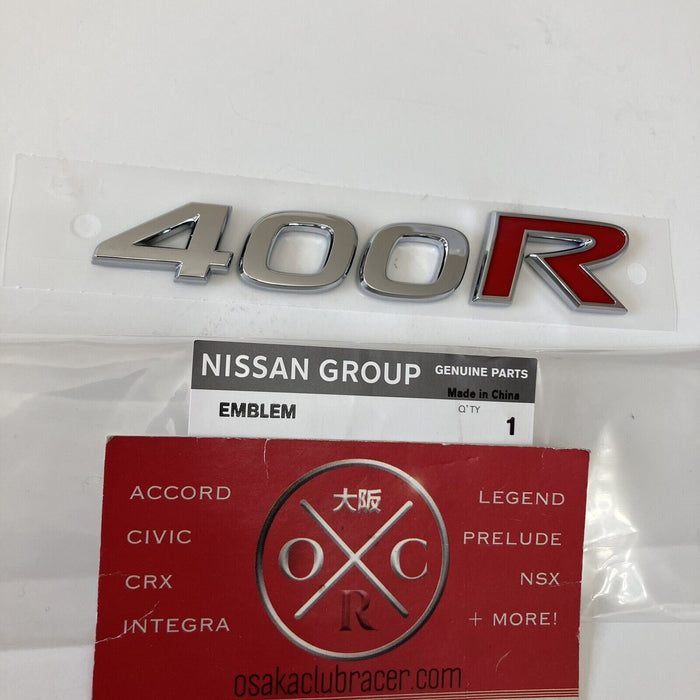 400R
NISSAN GROUP GENUINE PARTS
Made in China
EMBLEM Q'TY 1
大阪
O C
R
ACCORD
CIVIC
CRX
INTEGRA
LEGEND
PRELUDE
NSX
+ MORE!
osakaclubracer.com